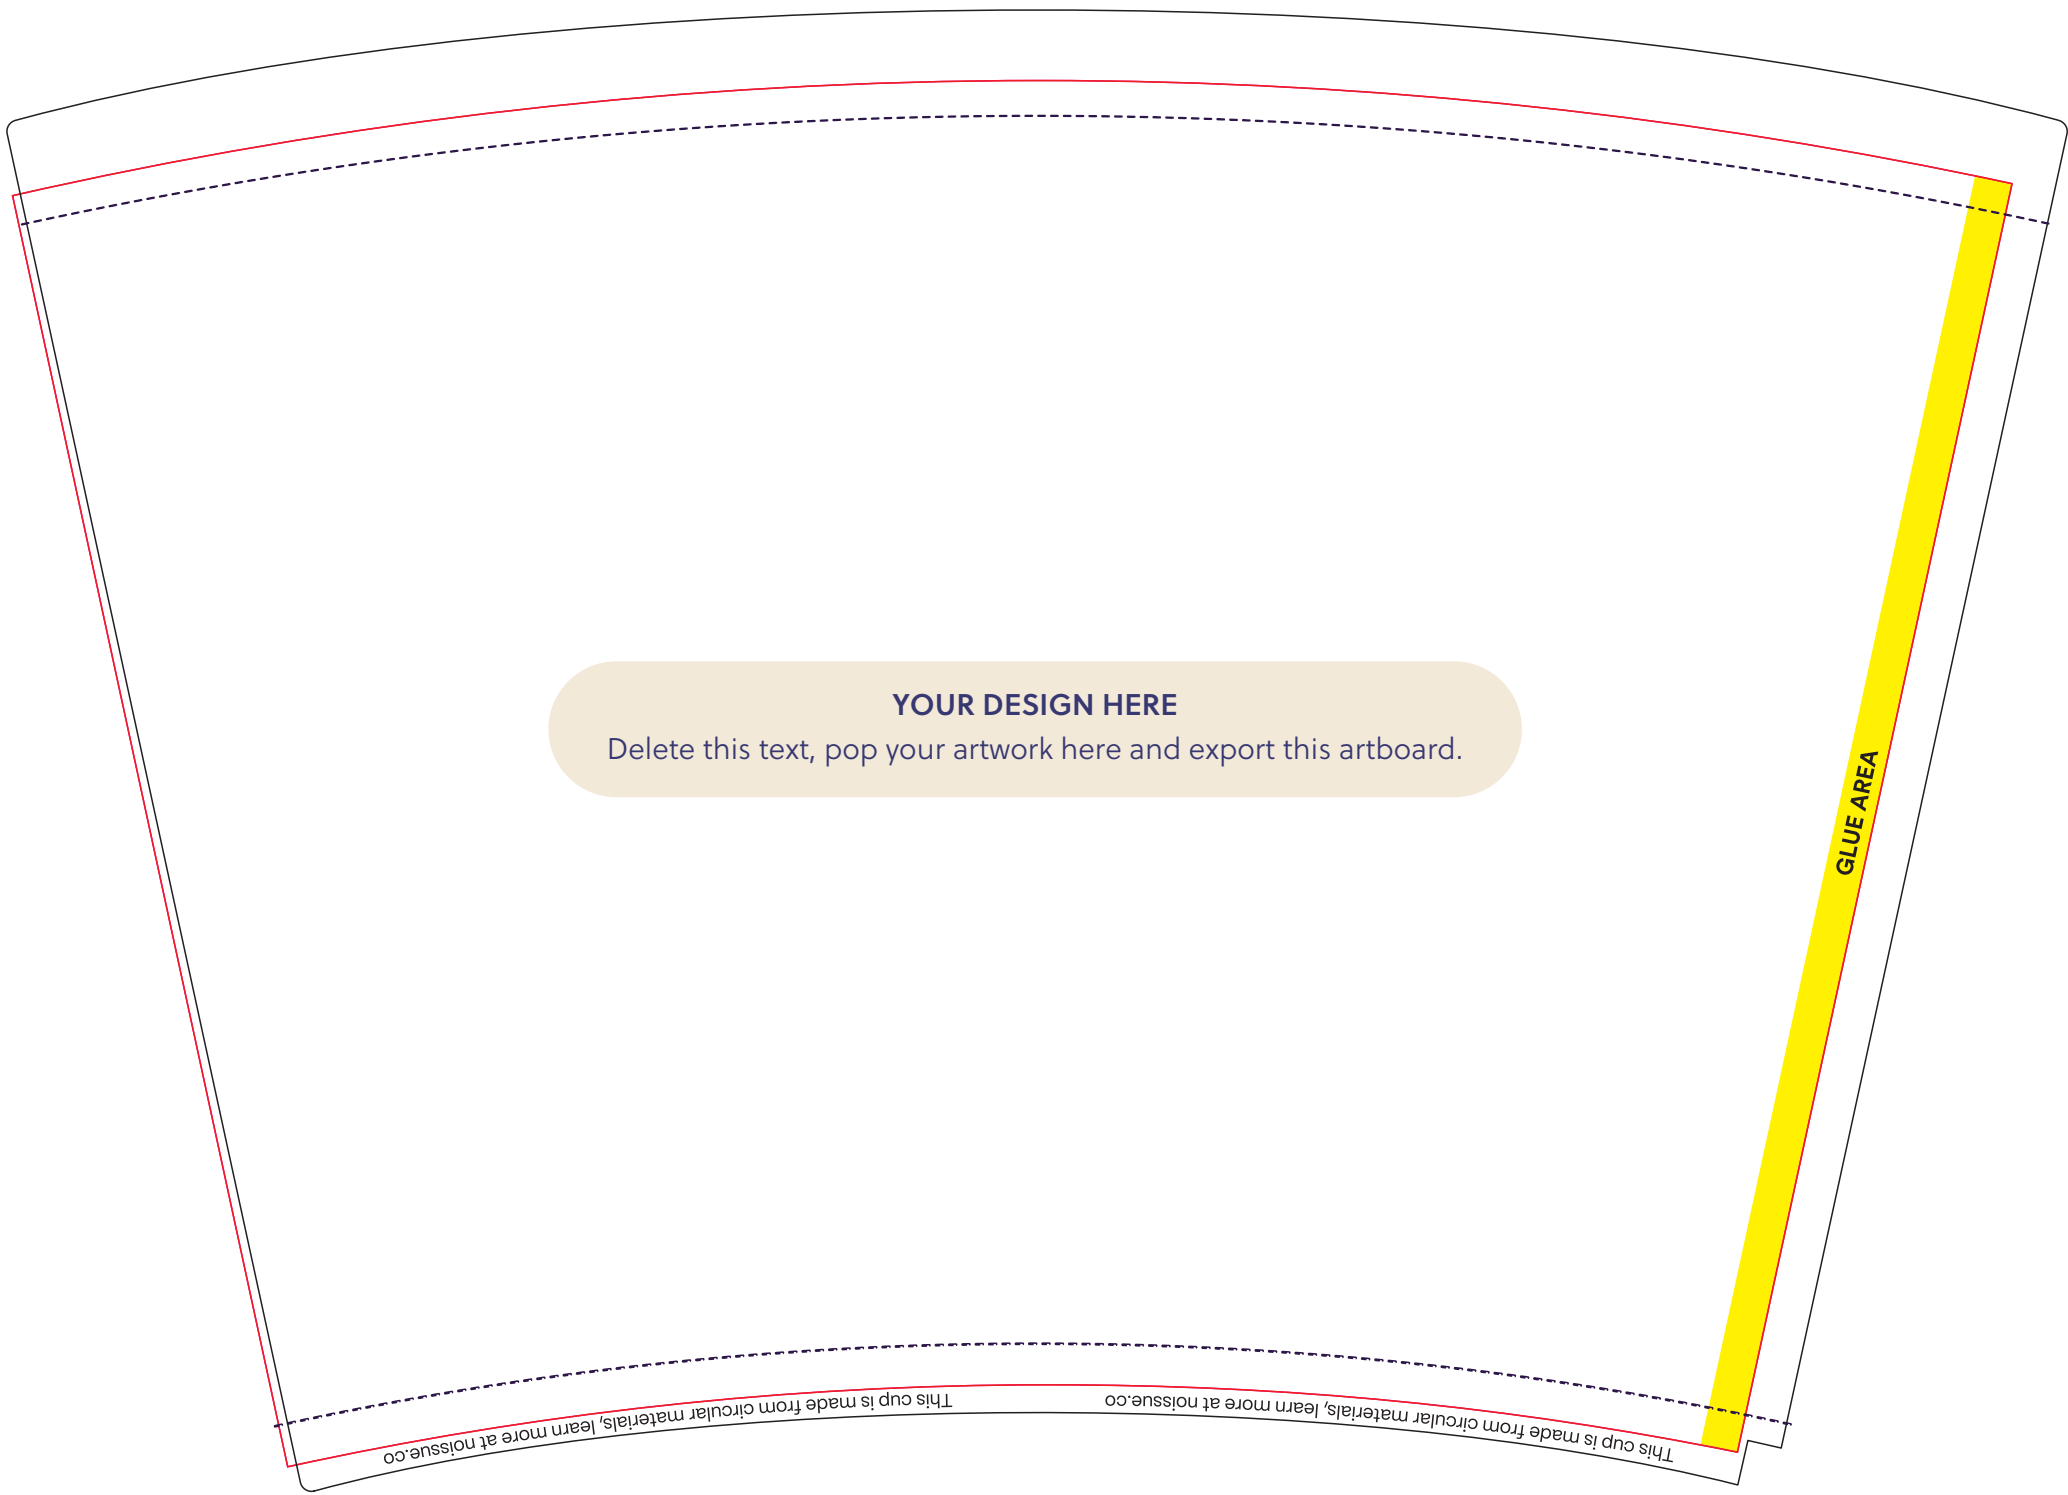 YOUR DESIGN HERE
Delete this text, pop your artwork here and export this artboard.
GLUE AREA
This cup is made from circular materials, learn more at noissue.co
This cup is made from circular materials, learn more at noissue.co